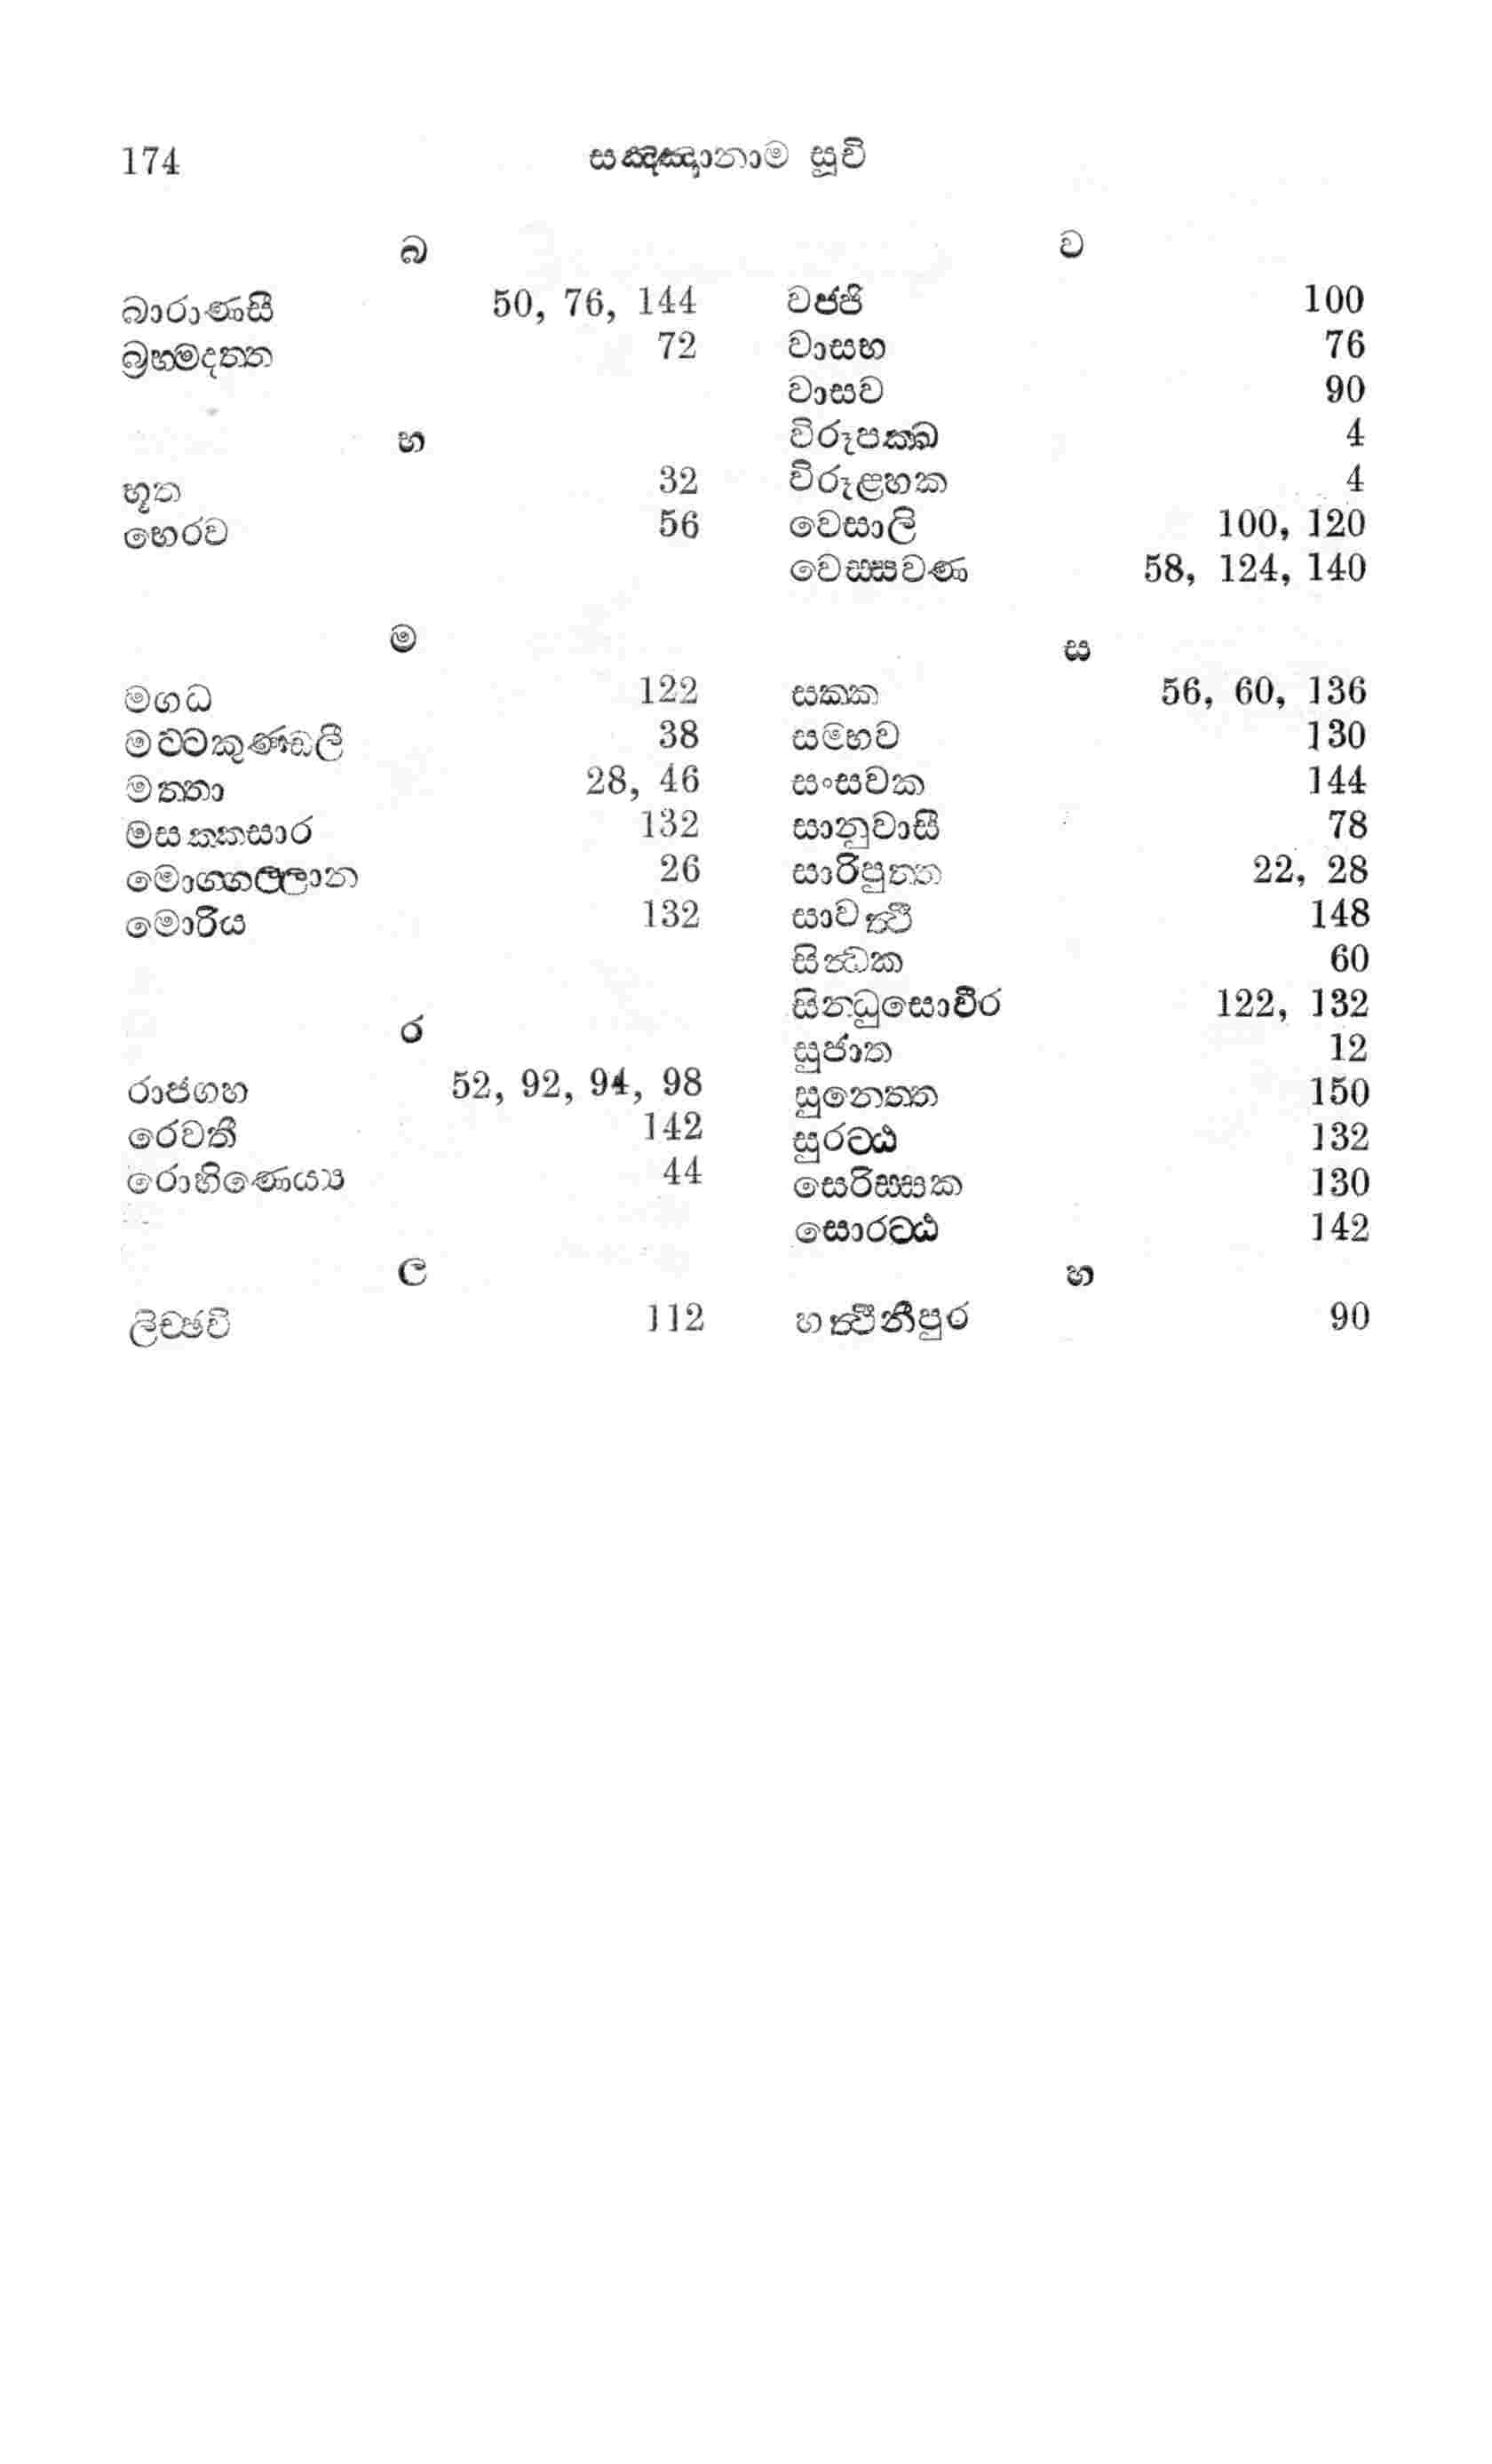 174 සඤ්ඤානාම සූචි
බ
බාරාණසී 50, 76, 144
බ්‍රහ්මදත්ත 72
භ
භූත 32
භෙරව 56
ම
මගධ 122
මට්ටකුණ්ඩලී 38
මත්තා 28, 46
මසක්කසාර 132
මොග්ගල්ලාන 26
මොරිය 132
ර
රාජගහ 52, 92, 94, 98
රෙවතී 142
රොහිණෙය්‍ය 44
ල
ලිච්ඡවි 112
ව
වජ්ජි 100
වාසභ 76
වාසව 90
විරූපක්ඛ 4
විරූළහක 4
වෙසාලි 100, 120
වෙස්සවණ 58, 124, 140
ස
සක්ක 56, 60, 136
සම්භව 130
සංසවක 144
සානුවාසී 78
සාරිපුත්ත 22, 28
සාවත්‍ථී 148
සින්‍ධක 60
සින්ධුසොවීර 122, 132
සුජාත 12
සුනෙත්ත 150
සුරට්ඨ 132
සෙරිස්සක 130
සොරට්ඨ 142
හ
හත්‍ථිනීපුර 90